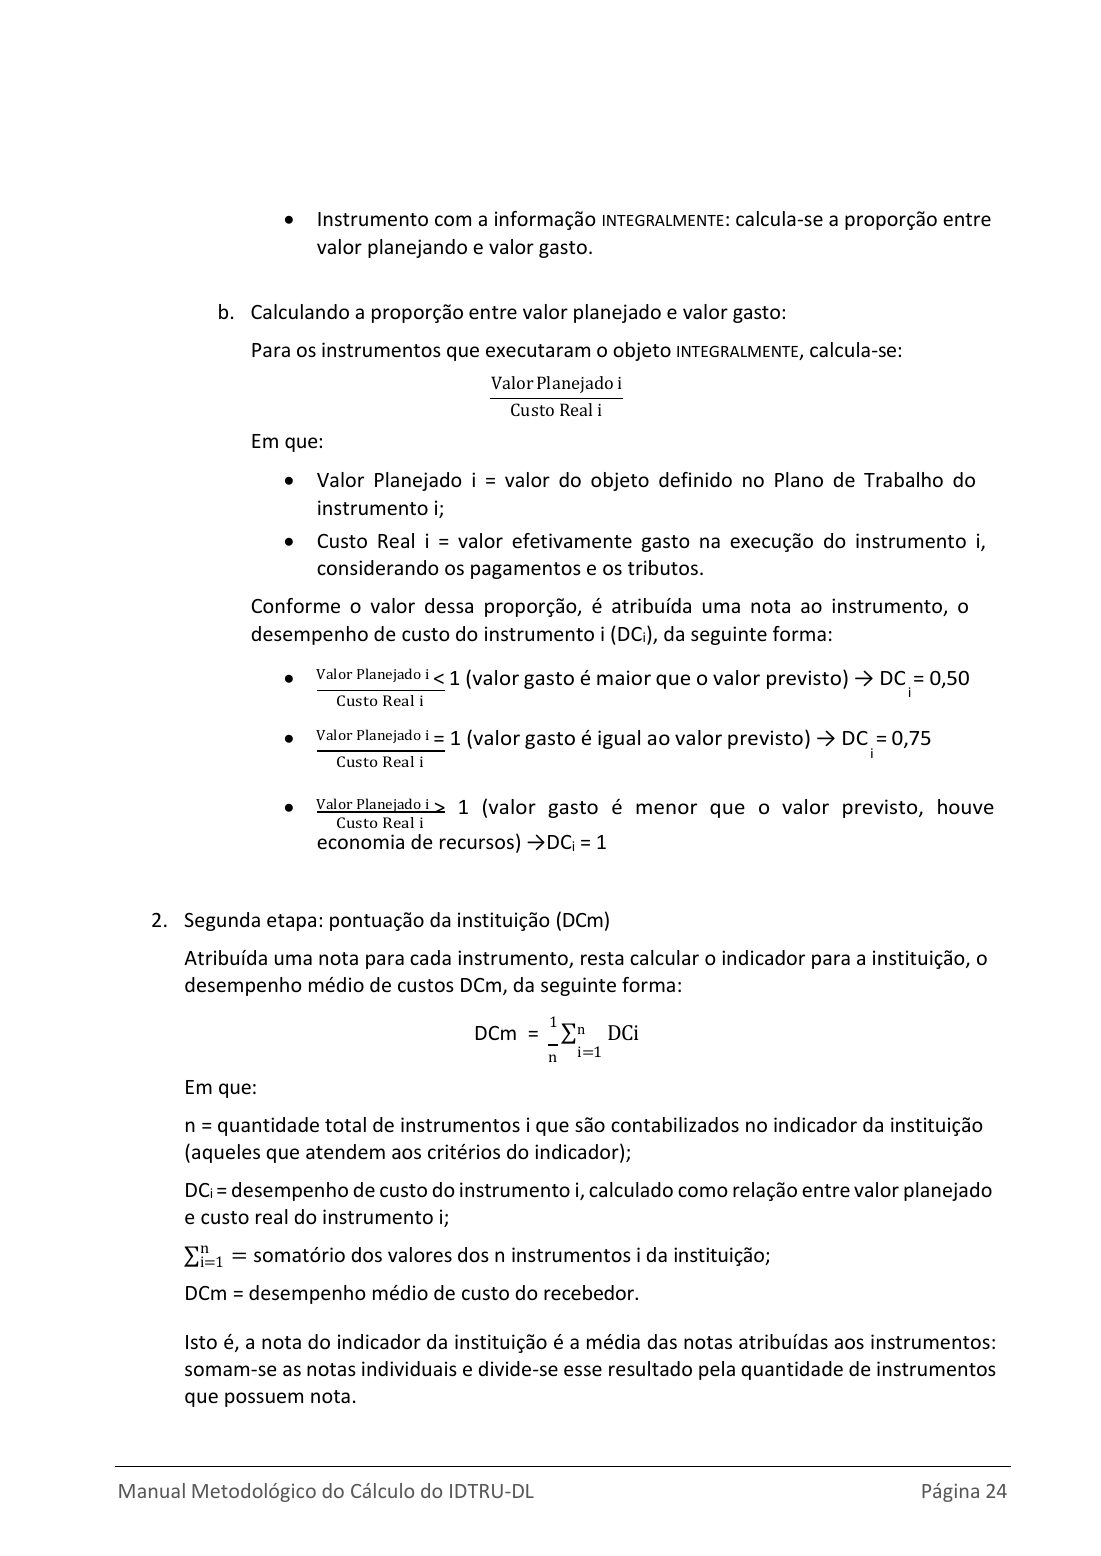 • Instrumento com a informação INTEGRALMENTE: calcula-se a proporção entre
valor planejando e valor gasto.
b. Calculando a proporção entre valor planejado e valor gasto:
Para os instrumentos que executaram o objeto INTEGRALMENTE, calcula-se:
Valor Planejado i
Custo Real i
Em que:
• Valor Planejado i = valor do objeto definido no Plano de Trabalho do
instrumento i;
• Custo Real i = valor efetivamente gasto na execução do instrumento i,
considerando os pagamentos e os tributos.
Conforme o valor dessa proporção, é atribuída uma nota ao instrumento, o
desempenho de custo do instrumento i (DCi), da seguinte forma:
• Valor Planejado i < 1 (valor gasto é maior que o valor previsto) → DC i = 0,50
Custo Real i
• Valor Planejado i = 1 (valor gasto é igual ao valor previsto) → DC i = 0,75
Custo Real i
• Valor Planejado i > 1 (valor gasto é menor que o valor previsto, houve
Custo Real i
economia de recursos) →DCi = 1
2. Segunda etapa: pontuação da instituição (DCm)
Atribuída uma nota para cada instrumento, resta calcular o indicador para a instituição, o
desempenho médio de custos DCm, da seguinte forma:
DCm = 1/n ∑ n i=1 DCi
Em que:
n = quantidade total de instrumentos i que são contabilizados no indicador da instituição
(aqueles que atendem aos critérios do indicador);
DCi = desempenho de custo do instrumento i, calculado como relação entre valor planejado
e custo real do instrumento i;
∑ n i=1 = somatório dos valores dos n instrumentos i da instituição;
DCm = desempenho médio de custo do recebedor.
Isto é, a nota do indicador da instituição é a média das notas atribuídas aos instrumentos:
somam-se as notas individuais e divide-se esse resultado pela quantidade de instrumentos
que possuem nota.
Manual Metodológico do Cálculo do IDTRU-DL Página 24